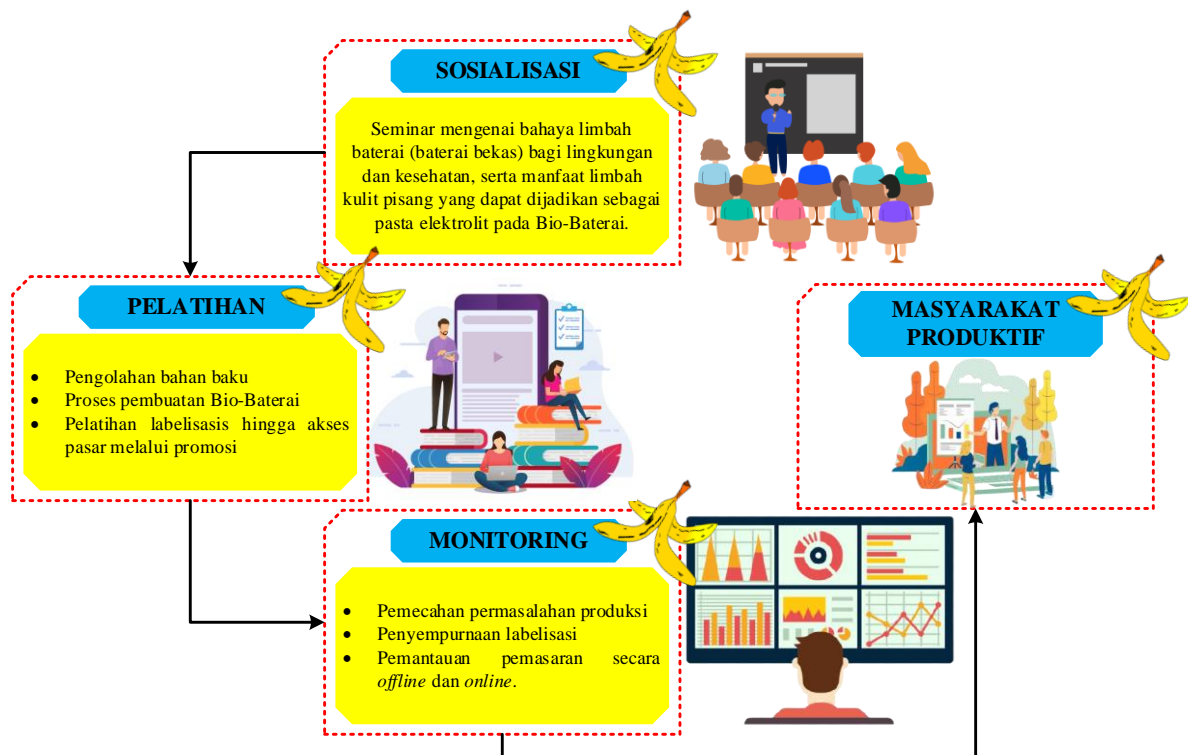 SOSIALISASI
Seminar mengenai bahaya limbah
baterai (baterai bekas) bagi lingkungan
dan kesehatan, serta manfaat limbah
kulit pisang yang dapat dijadikan sebagai
pasta elektrolit pada Bio-Baterai.
PELATIHAN
• Pengolahan bahan baku
• Proses pembuatan Bio-Baterai
• Pelatihan labelisasis hingga akses
pasar melalui promosi
MASYARAKAT
PRODUKTIF
MONITORING
• Pemecahan permasalahan produksi
• Penyempurnaan labelisasi
• Pemantauan pemasaran secara
offline dan online.